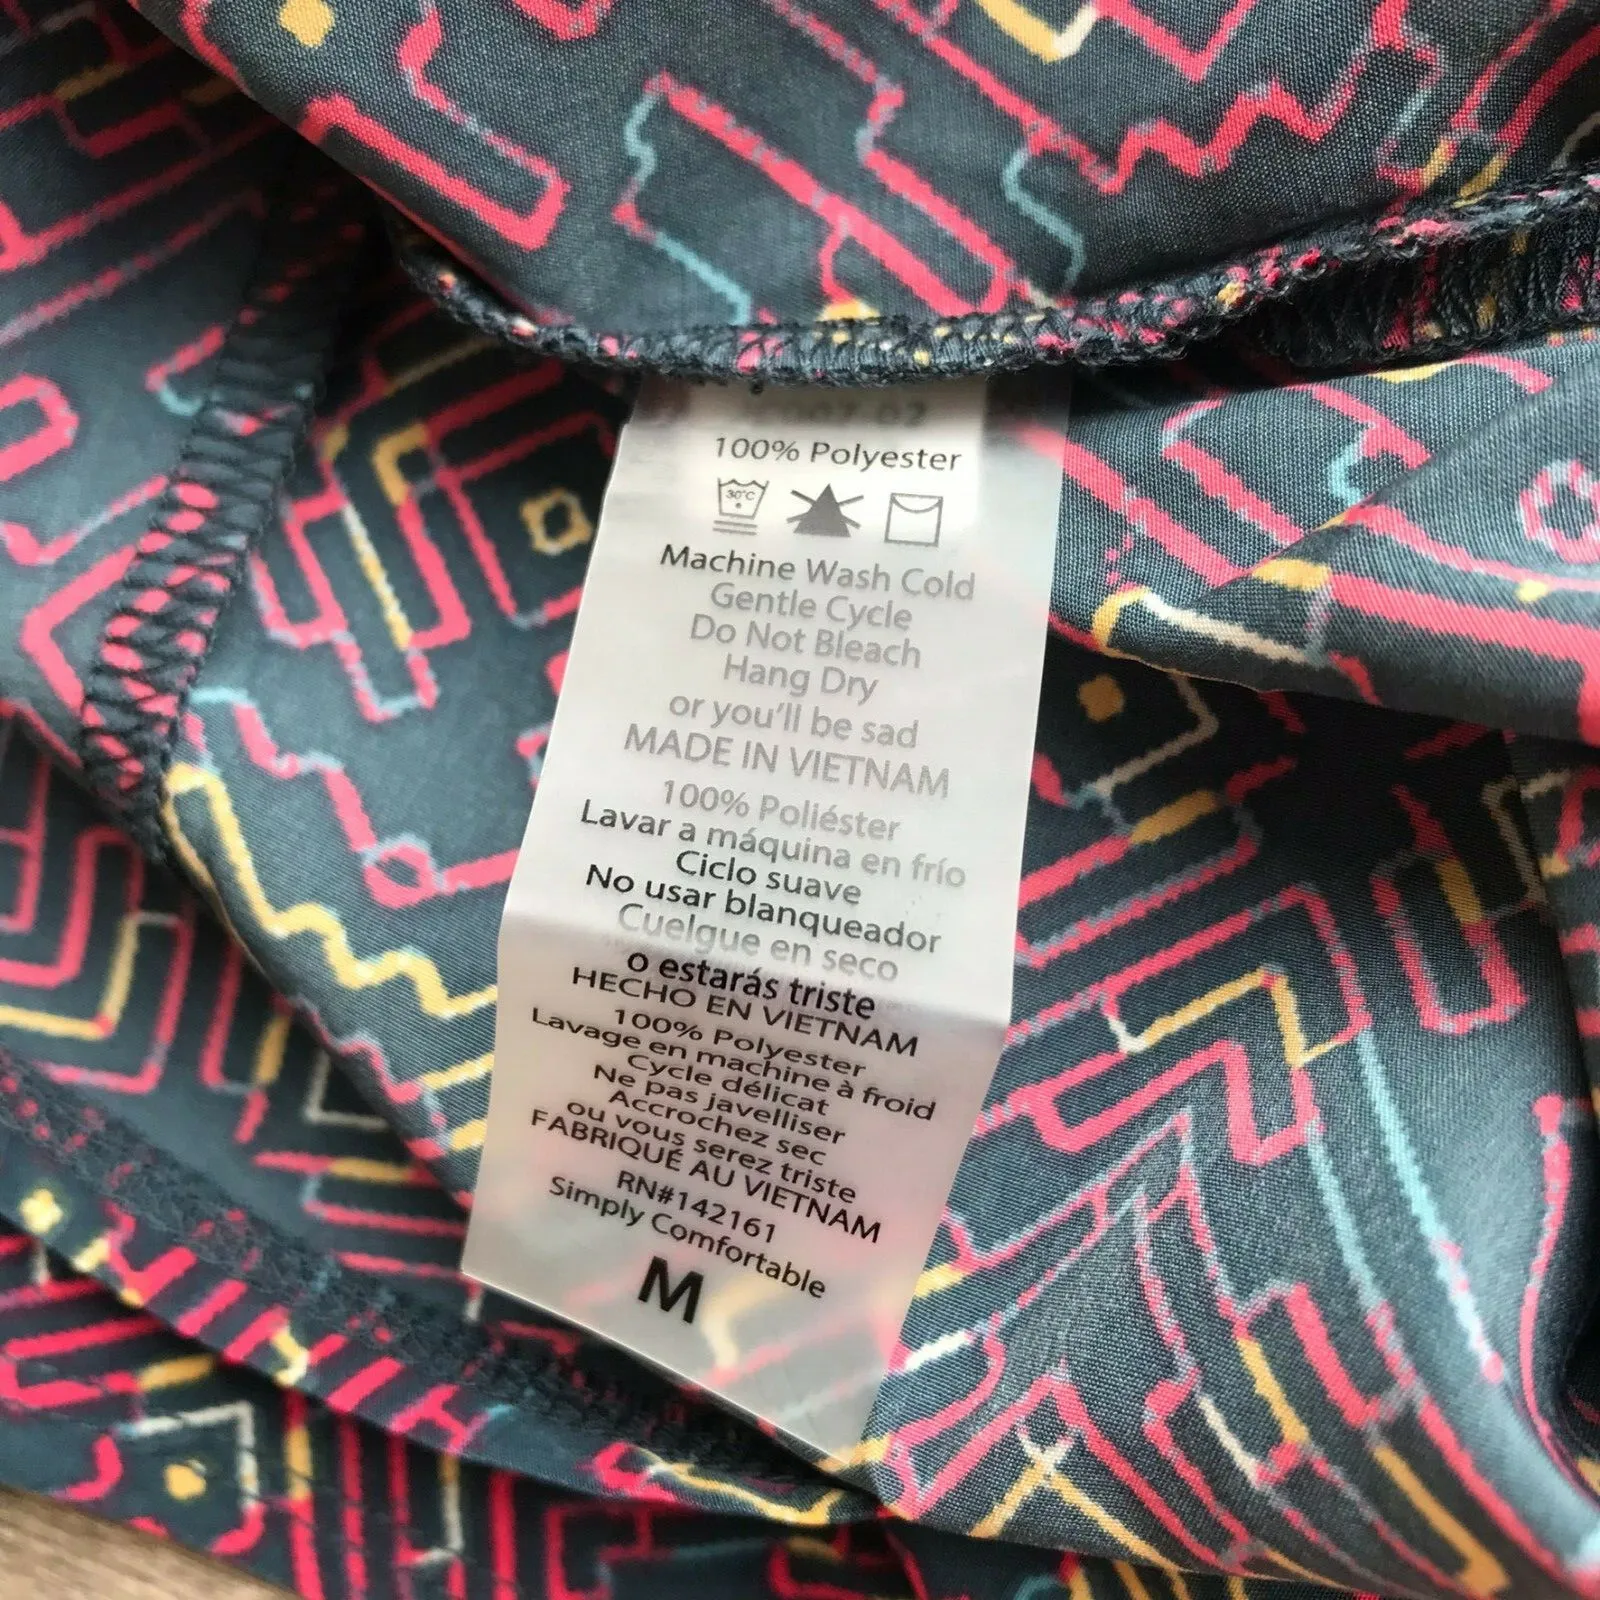 100% Polyester
30°C
Machine Wash Cold
Gentle Cycle
Do Not Bleach
Hang Dry
or you'll be sad
MADE IN VIETNAM
100% Poliéster
Lavar a máquina en frío
Ciclo suave
No usar blanqueador
Cuelgue en seco
o estarás triste
HECHO EN VIETNAM
100% Polyester
Lavage en machine à froid
Cycle délicat
Ne pas javelliser
Accrochez sec
ou vous serez triste
FABRIQUÉ AU VIETNAM
RN#142161
Simply Comfortable
M